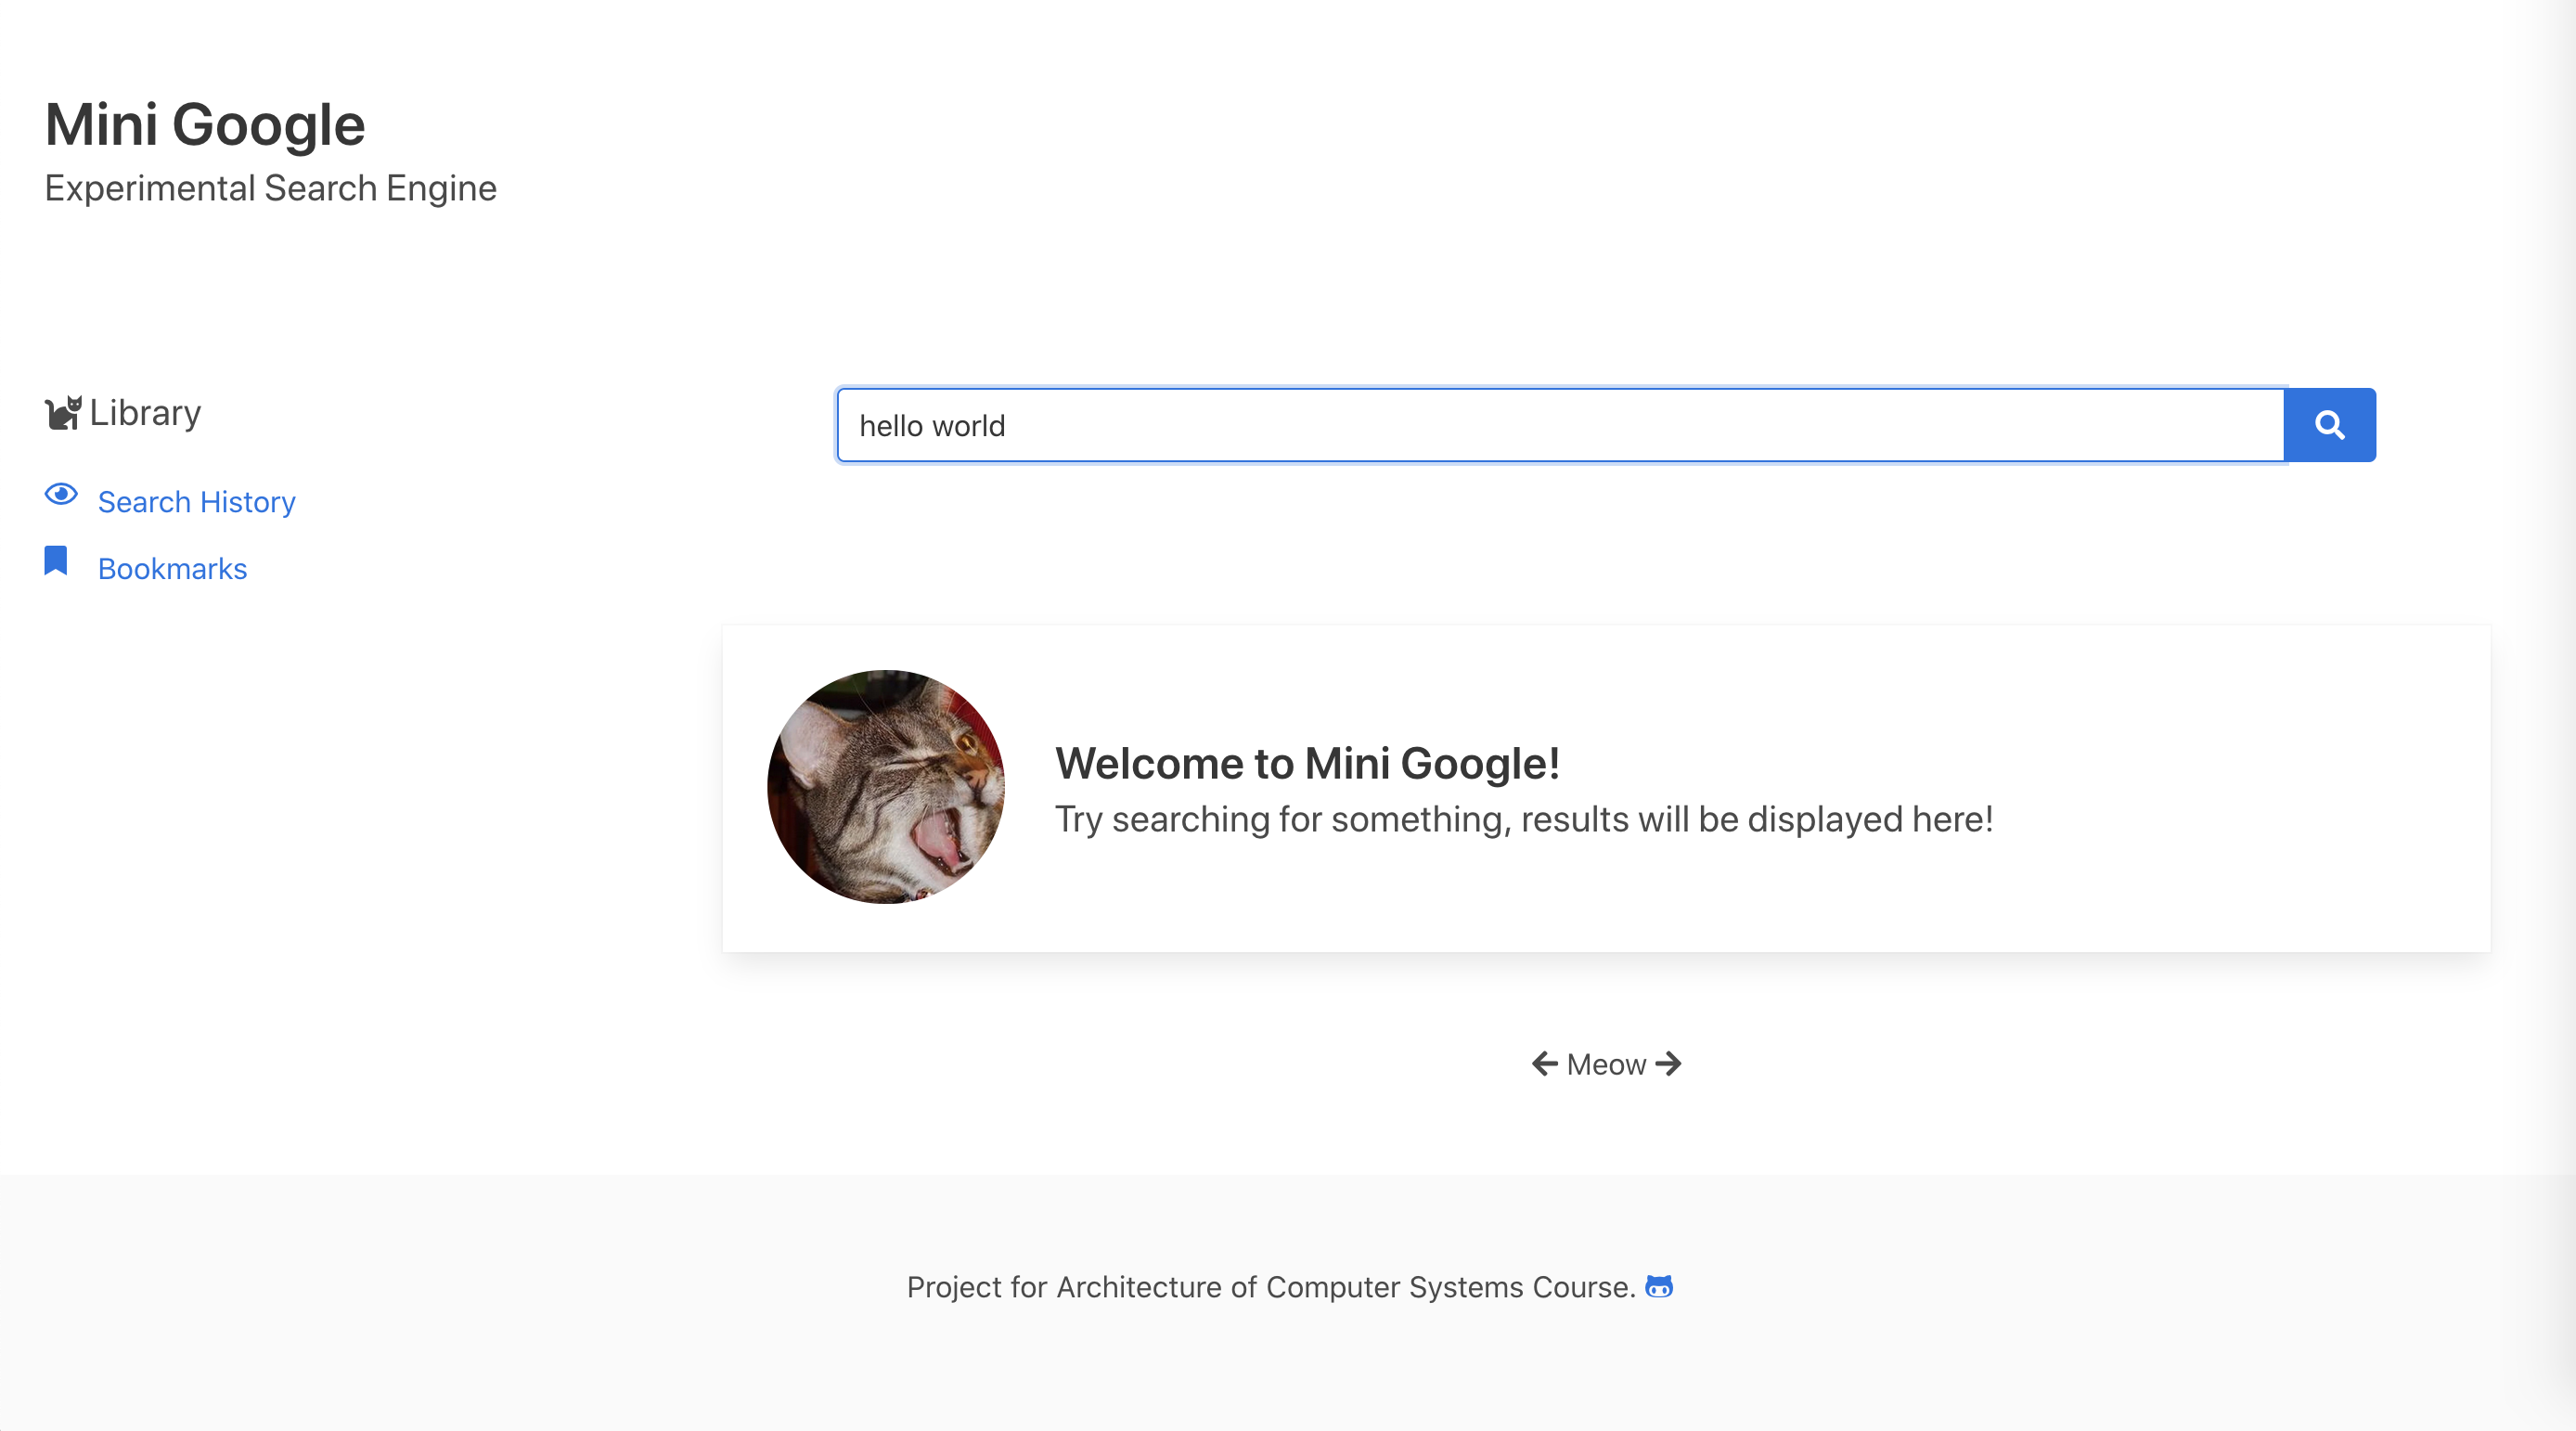 Mini Google
Experimental Search Engine
Library
Search History
Bookmarks
hello world
Welcome to Mini Google!
Try searching for something, results will be displayed here!
Meow
Project for Architecture of Computer Systems Course.